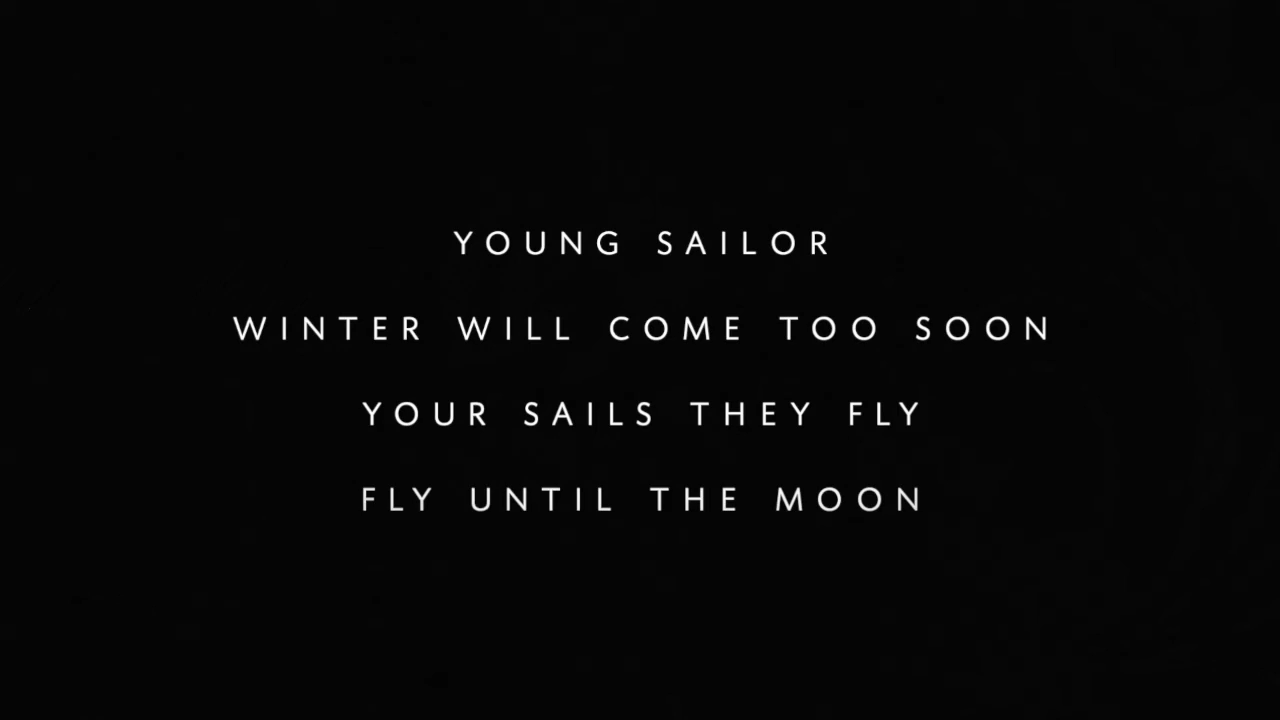 YOUNG SAILOR
WINTER WILL COME TOO SOON
YOUR SAILS THEY FLY
FLY UNTIL THE MOON